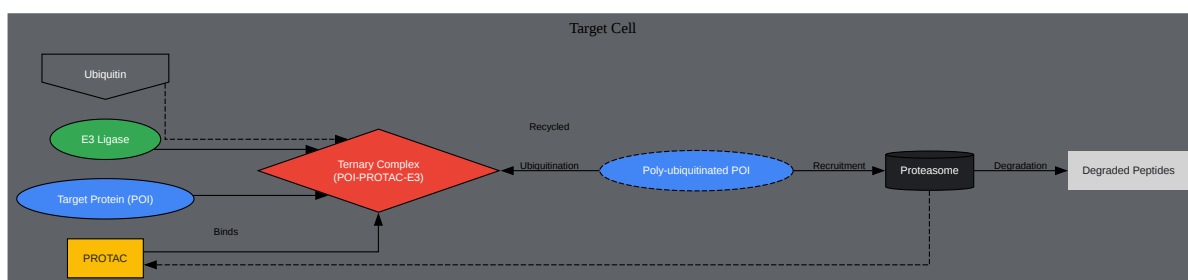 Target Cell
Ubiquitin
E3 Ligase
Target Protein (POI)
PROTAC
Binds
Ternary Complex
(POI-PROTAC-E3)
Recycled
Ubiquitination
Poly-ubiquitinated POI
Recruitment
Proteasome
Degradation
Degraded Peptides